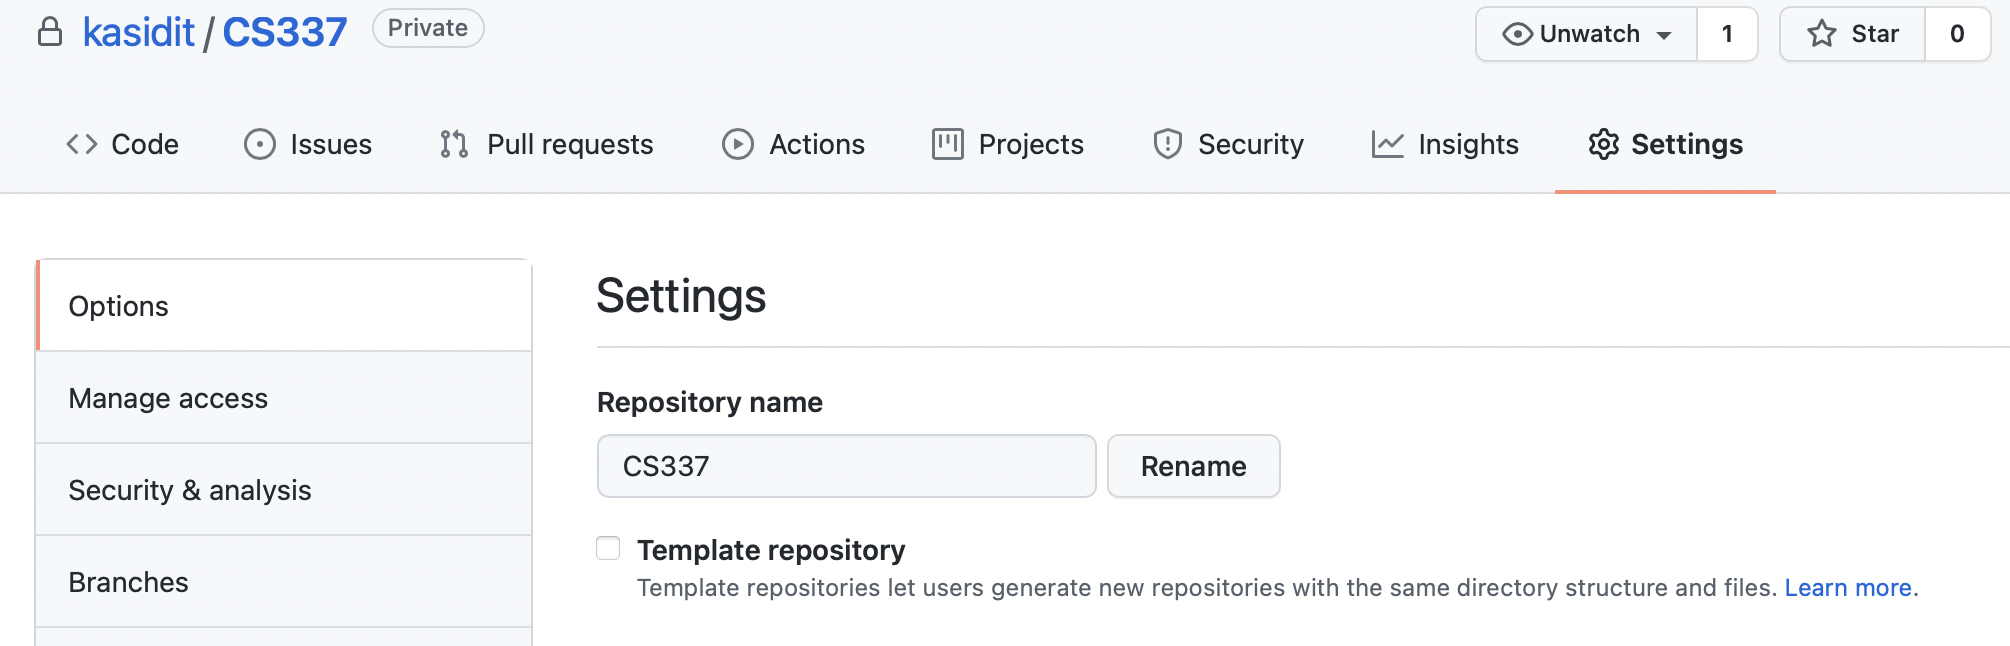 kasidit / CS337 Private Unwatch 1 Star 0
Code Issues Pull requests Actions Projects Security Insights Settings
Options
Manage access
Security & analysis
Branches
Settings
Repository name
CS337 Rename
Template repository
Template repositories let users generate new repositories with the same directory structure and files. Learn more.